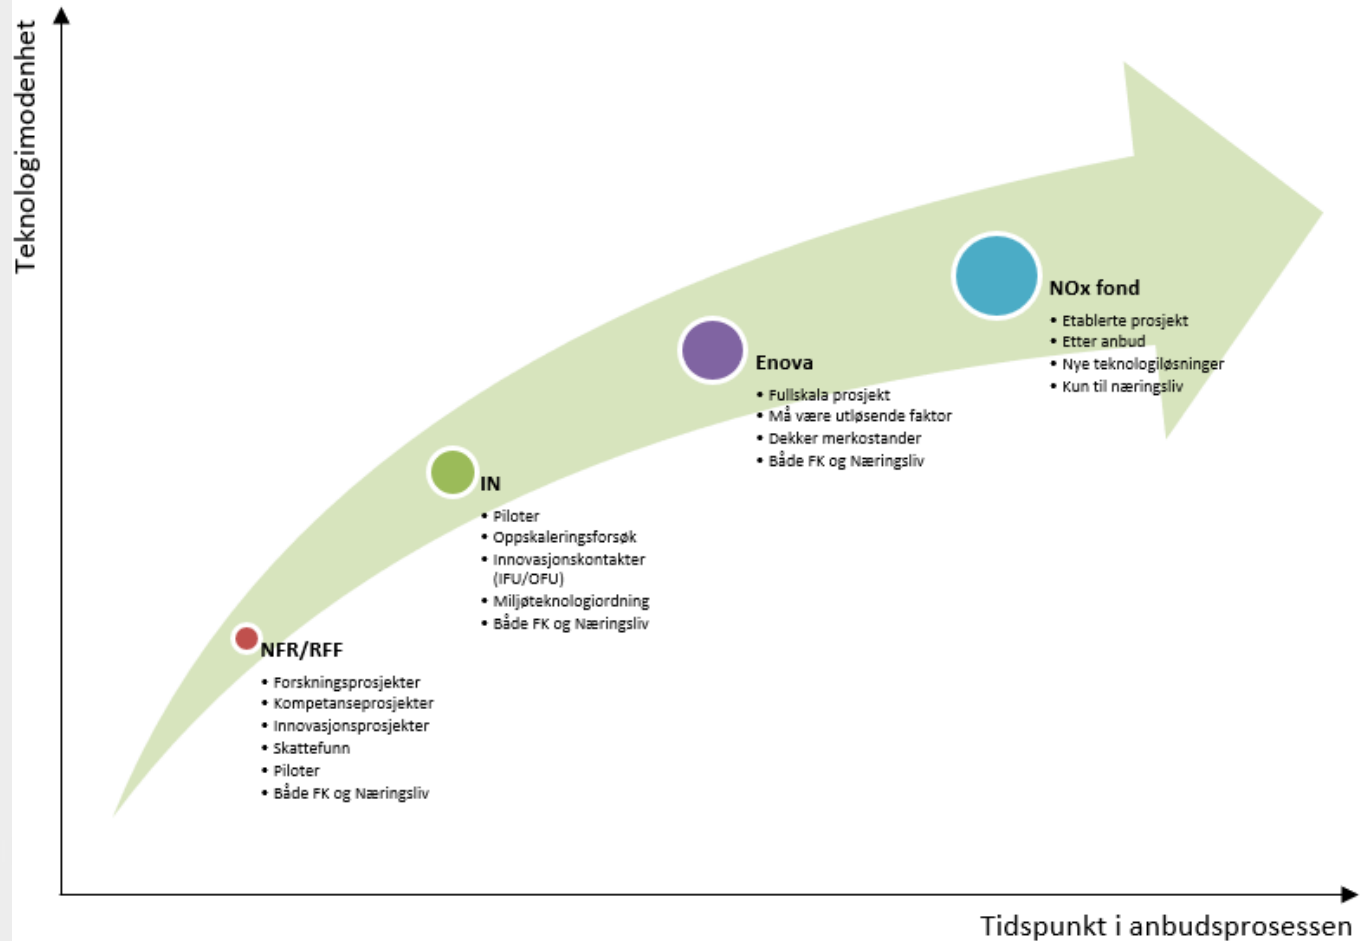 Teknologimodenhet
NOx fond
• Etablerte prosjekt
• Etter anbud
• Nye teknologiløsninger
• Kun til næringsliv
Enova
• Fullskala prosjekt
• Må være utløsende faktor
• Dekker merkostander
• Både FK og Næringsliv
IN
• Piloter
• Oppskaleringsforsøk
• Innovasjonskontakter
(IFU/OFU)
• Miljøteknologiordning
• Både FK og Næringsliv
NFR/RFF
• Forskningsprosjekter
• Kompetanseprosjekter
• Innovasjonsprosjekter
• Skattefunn
• Piloter
• Både FK og Næringsliv
Tidspunkt i anbudsprosessen